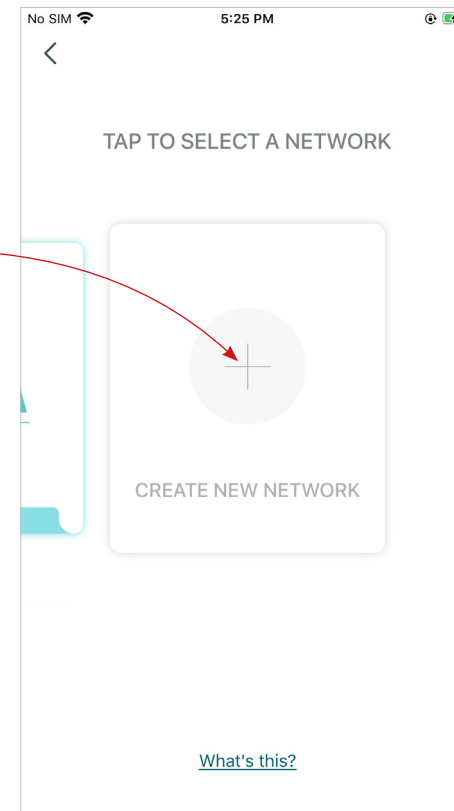 No SIM 5:25 PM
TAP TO SELECT A NETWORK
CREATE NEW NETWORK
What's this?